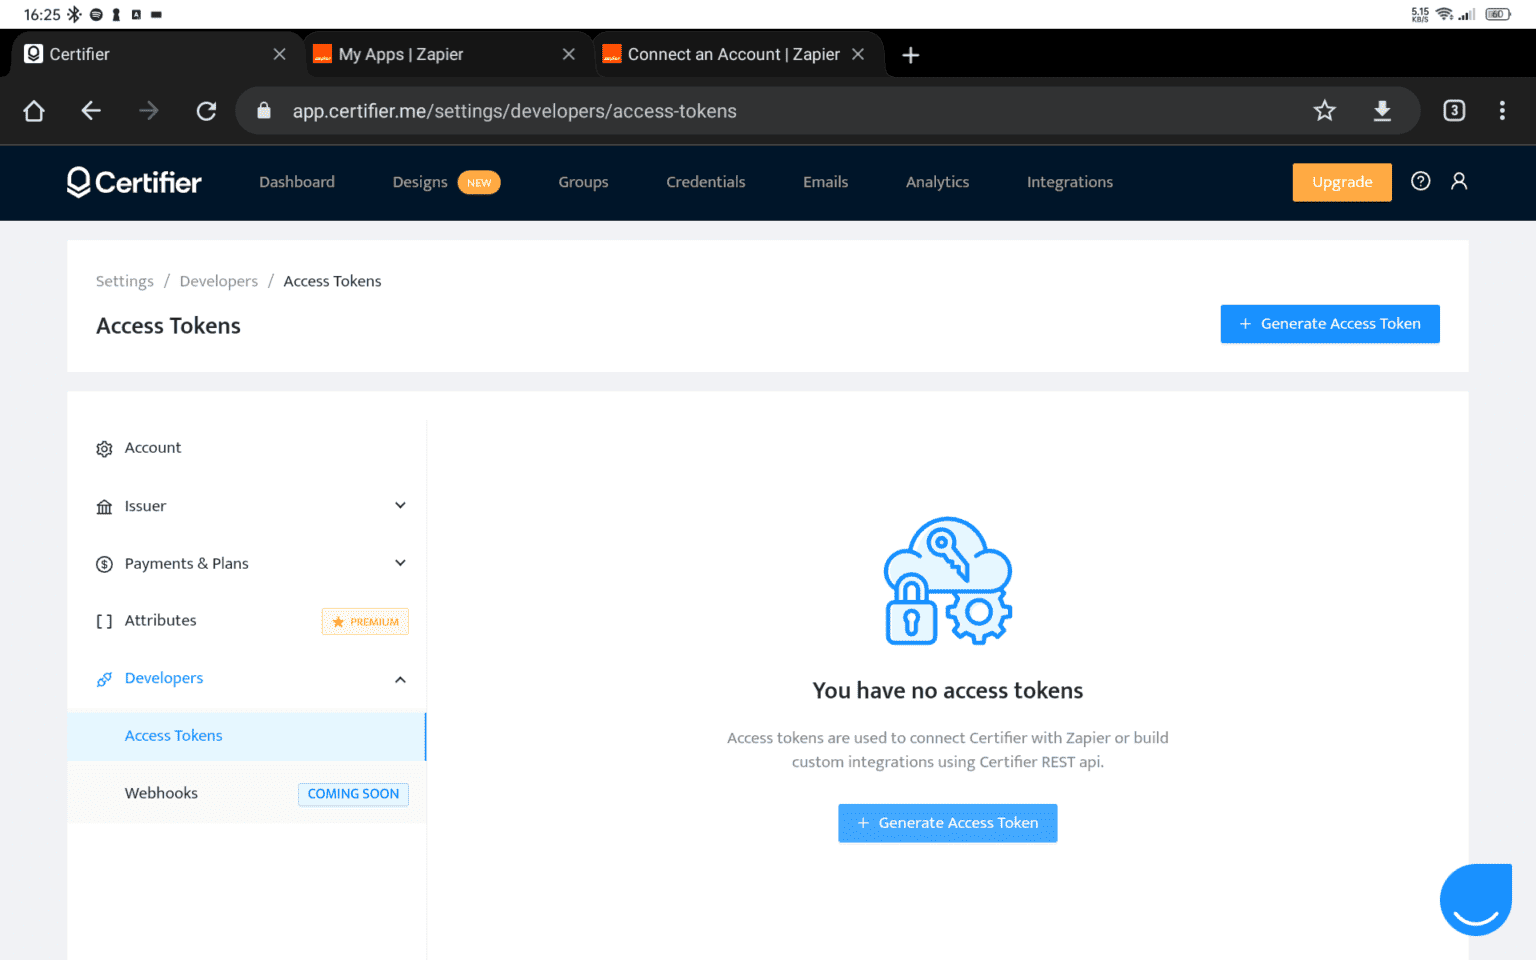 16:25
5.15
KB/S
60
Certifier
My Apps | Zapier
Connect an Account | Zapier
app.certifier.me/settings/developers/access-tokens
3
Certifier
Dashboard
Designs NEW
Groups
Credentials
Emails
Analytics
Integrations
Upgrade
Settings / Developers / Access Tokens
Access Tokens
+ Generate Access Token
Account
Issuer
Payments & Plans
Attributes
PREMIUM
Developers
Access Tokens
Webhooks
COMING SOON
You have no access tokens
Access tokens are used to connect Certifier with Zapier or build
custom integrations using Certifier REST api.
+ Generate Access Token